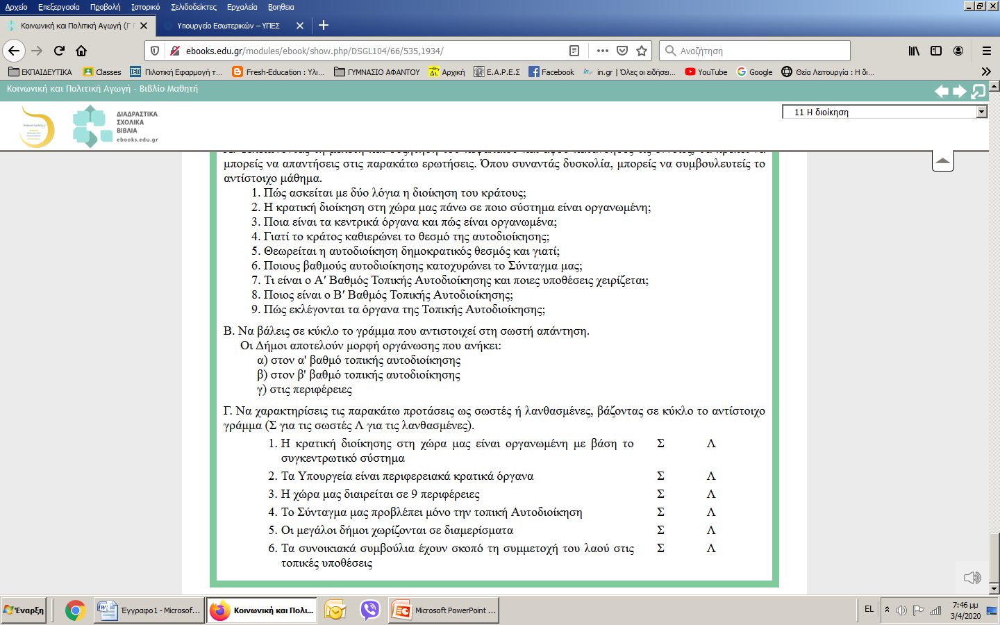 Αρχείο Επεξεργασία Προβολή Ιστορικό Σελιδοδείκτες Εργαλεία Βοήθεια
Κοινωνική και Πολιτική Αγωγή (Γ Υπουργείο Εσωτερικών – ΥΠΕΣ
ebooks.edu.gr/modules/ebook/show.php/DSGL104/66/535,1934/ Αναζήτηση
ΕΚΠΑΙΔΕΥΤΙΚΑ Classes Πιλοτική Εφαρμογή τ... Fresh-Education : Υλι... ΓΥΜΝΑΣΙΟ ΑΦΑΝΤΟΥ Αρχική Ε.Α.Ρ.Ε.Σ Facebook in.gr | Όλες οι ειδήσει... YouTube Google Θεία Λειτουργία : Η δι...
Κοινωνική και Πολιτική Αγωγή - Βιβλίο Μαθητή
11 Η διοίκηση
ΔΙΑΔΡΑΣΤΙΚΑ
ΣΧΟΛΙΚΑ
ΒΙΒΛΙΑ
ebooks.edu.gr
μπορείς να απαντήσεις στις παρακάτω ερωτήσεις. Όπου συναντάς δυσκολία, μπορείς να συμβουλευτείς το
αντίστοιχο μάθημα.
1. Πώς ασκείται με δύο λόγια η διοίκηση του κράτους;
2. Η κρατική διοίκηση στη χώρα μας πάνω σε ποιο σύστημα είναι οργανωμένη;
3. Ποια είναι τα κεντρικά όργανα και πώς είναι οργανωμένα;
4. Γιατί το κράτος καθιερώνει το θεσμό της αυτοδιοίκησης;
5. Θεωρείται η αυτοδιοίκηση δημοκρατικός θεσμός και γιατί;
6. Ποιους βαθμούς αυτοδιοίκησης κατοχυρώνει το Σύνταγμα μας;
7. Τι είναι ο Α′ Βαθμός Τοπικής Αυτοδιοίκησης και ποιες υποθέσεις χειρίζεται;
8. Ποιος είναι ο Β′ Βαθμός Τοπικής Αυτοδιοίκησης;
9. Πώς εκλέγονται τα όργανα της Τοπικής Αυτοδιοίκησης;
Β. Να βάλεις σε κύκλο το γράμμα που αντιστοιχεί στη σωστή απάντηση.
Οι Δήμοι αποτελούν μορφή οργάνωσης που ανήκει:
α) στον α' βαθμό τοπικής αυτοδιοίκησης
β) στον β' βαθμό τοπικής αυτοδιοίκησης
γ) στις περιφέρειες
Γ. Να χαρακτηρίσεις τις παρακάτω προτάσεις ως σωστές ή λανθασμένες, βάζοντας σε κύκλο το αντίστοιχο
γράμμα (Σ για τις σωστές Λ για τις λανθασμένες).
1. Η κρατική διοίκησης στη χώρα μας είναι οργανωμένη με βάση το Σ Λ
συγκεντρωτικό σύστημα
2. Τα Υπουργεία είναι περιφερειακά κρατικά όργανα Σ Λ
3. Η χώρα μας διαιρείται σε 9 περιφέρειες Σ Λ
4. Το Σύνταγμα μας προβλέπει μόνο την τοπική Αυτοδιοίκηση Σ Λ
5. Οι μεγάλοι δήμοι χωρίζονται σε διαμερίσματα Σ Λ
6. Τα συνοικιακά συμβούλια έχουν σκοπό τη συμμετοχή του λαού στις Σ Λ
τοπικές υποθέσεις
Έναρξη Έγγραφο1 - Microsof... Κοινωνική και Πολι... Microsoft PowerPoint ... EL 7:46 μμ
3/4/2020